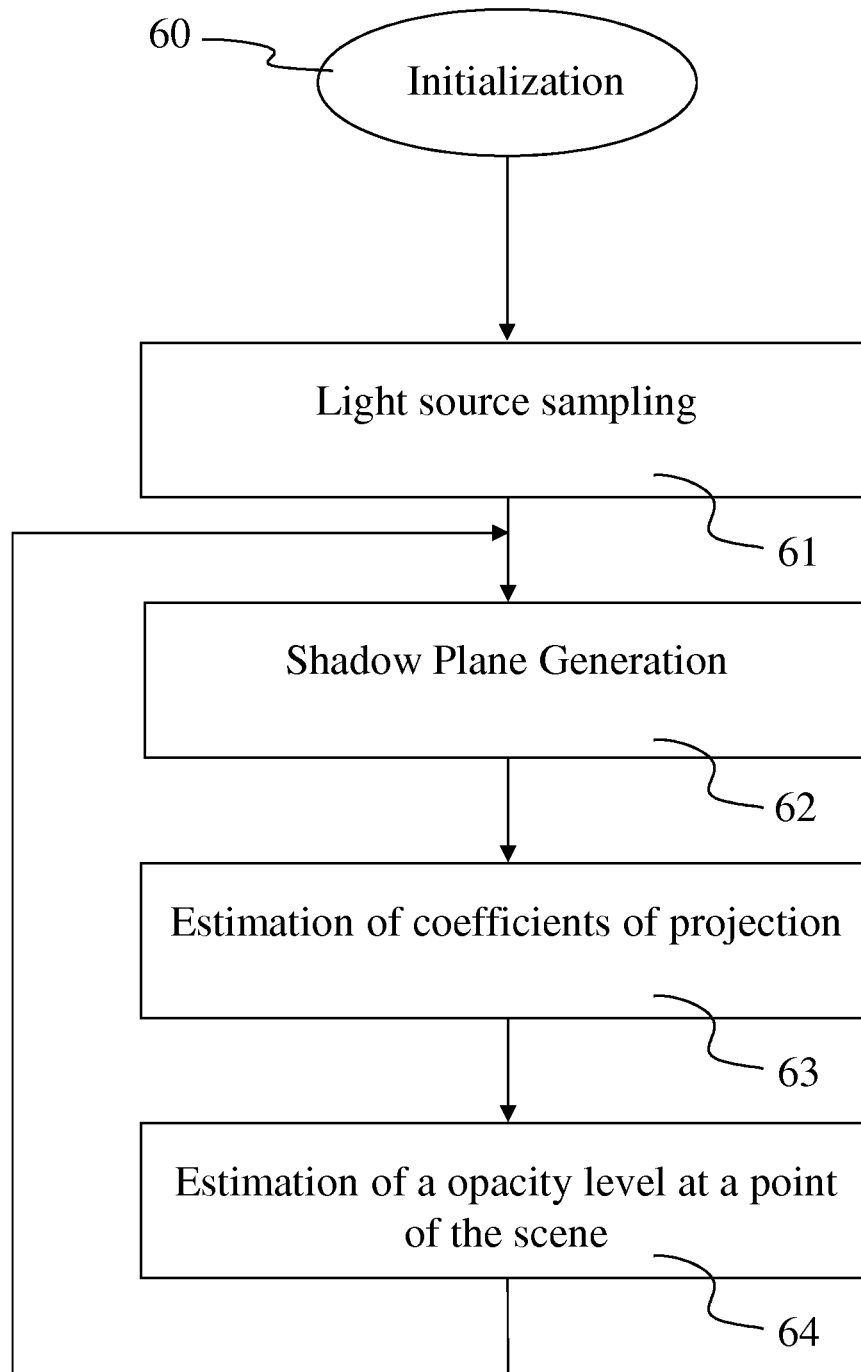 60
Initialization
Light source sampling
61
Shadow Plane Generation
62
Estimation of coefficients of projection
63
Estimation of a opacity level at a point
of the scene
64